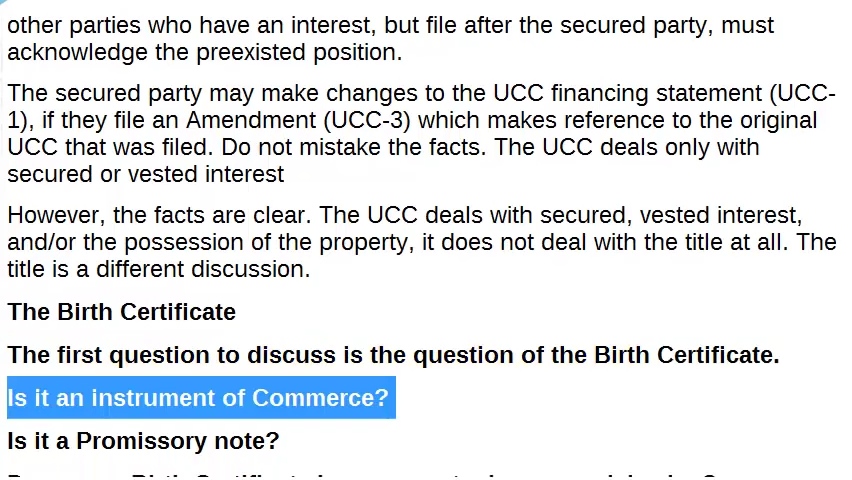 other parties who have an interest, but file after the secured party, must
acknowledge the preexisted position.
The secured party may make changes to the UCC financing statement (UCC-
1), if they file an Amendment (UCC-3) which makes reference to the original
UCC that was filed. Do not mistake the facts. The UCC deals only with
secured or vested interest
However, the facts are clear. The UCC deals with secured, vested interest,
and/or the possession of the property, it does not deal with the title at all. The
title is a different discussion.
The Birth Certificate
The first question to discuss is the question of the Birth Certificate.
Is it an instrument of Commerce?
Is it a Promissory note?